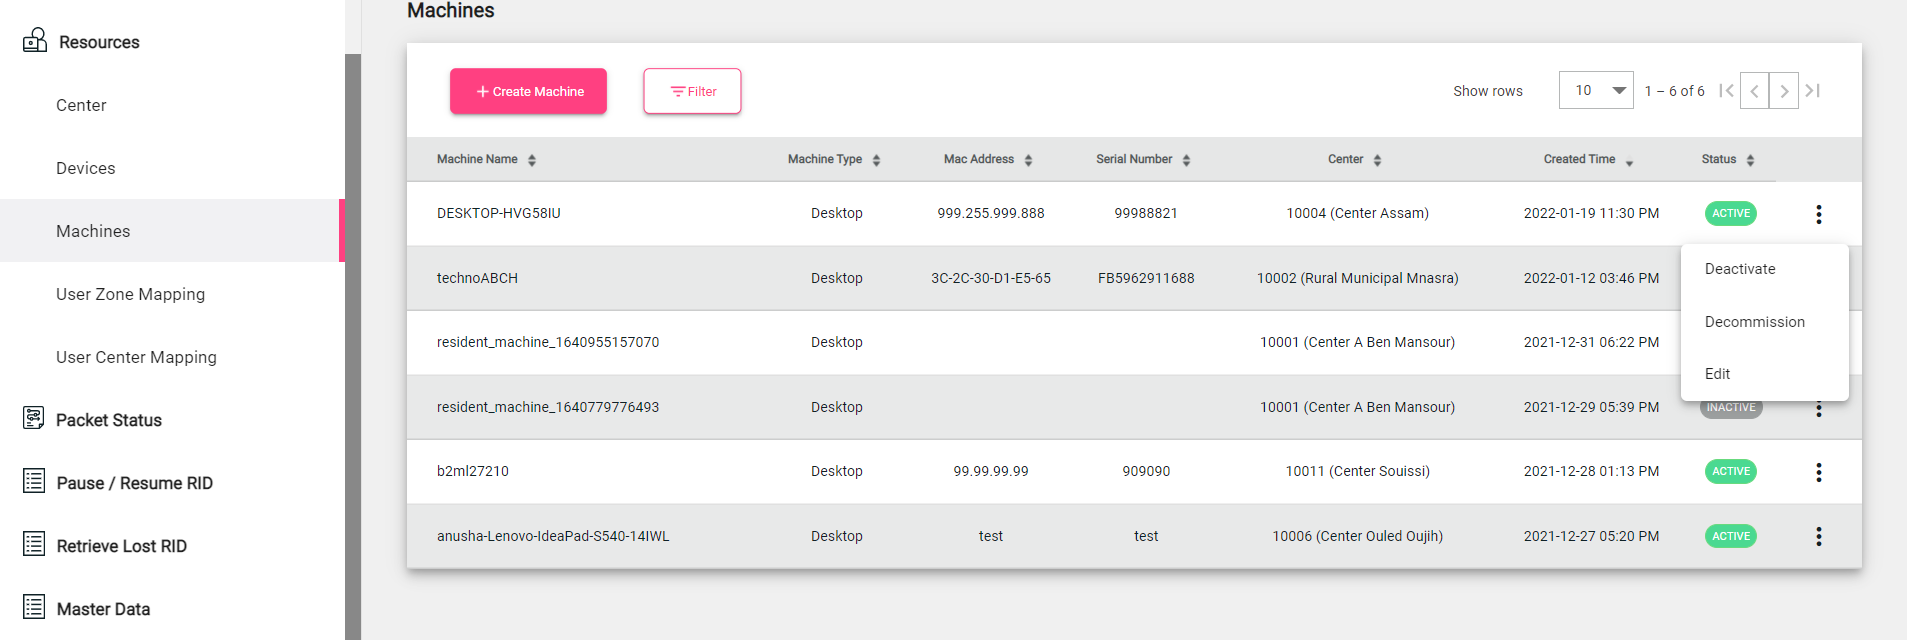 Resources
Center
Devices
Machines
User Zone Mapping
User Center Mapping
Packet Status
Pause / Resume RID
Retrieve Lost RID
Master Data
Machines
Create Machine Filter Show rows 10 1 – 6 of 6
Machine Name Machine Type Mac Address Serial Number Center Created Time Status
DESKTOP-HVG58IU Desktop 999.255.999.888 99988821 10004 (Center Assam) 2022-01-19 11:30 PM ACTIVE
technoABCH Desktop 3C-2C-30-D1-E5-65 FB5962911688 10002 (Rural Municipal Mnasra) 2022-01-12 03:46 PM
resident_machine_1640955157070 Desktop 10001 (Center A Ben Mansour) 2021-12-31 06:22 PM
resident_machine_1640779776493 Desktop 10001 (Center A Ben Mansour) 2021-12-29 05:39 PM INACTIVE
b2ml27210 Desktop 99.99.99.99 909090 10011 (Center Souissi) 2021-12-28 01:13 PM ACTIVE
anusha-Lenovo-IdeaPad-S540-14IWL Desktop test test 10006 (Center Ouled Oujih) 2021-12-27 05:20 PM ACTIVE
Deactivate
Decommission
Edit